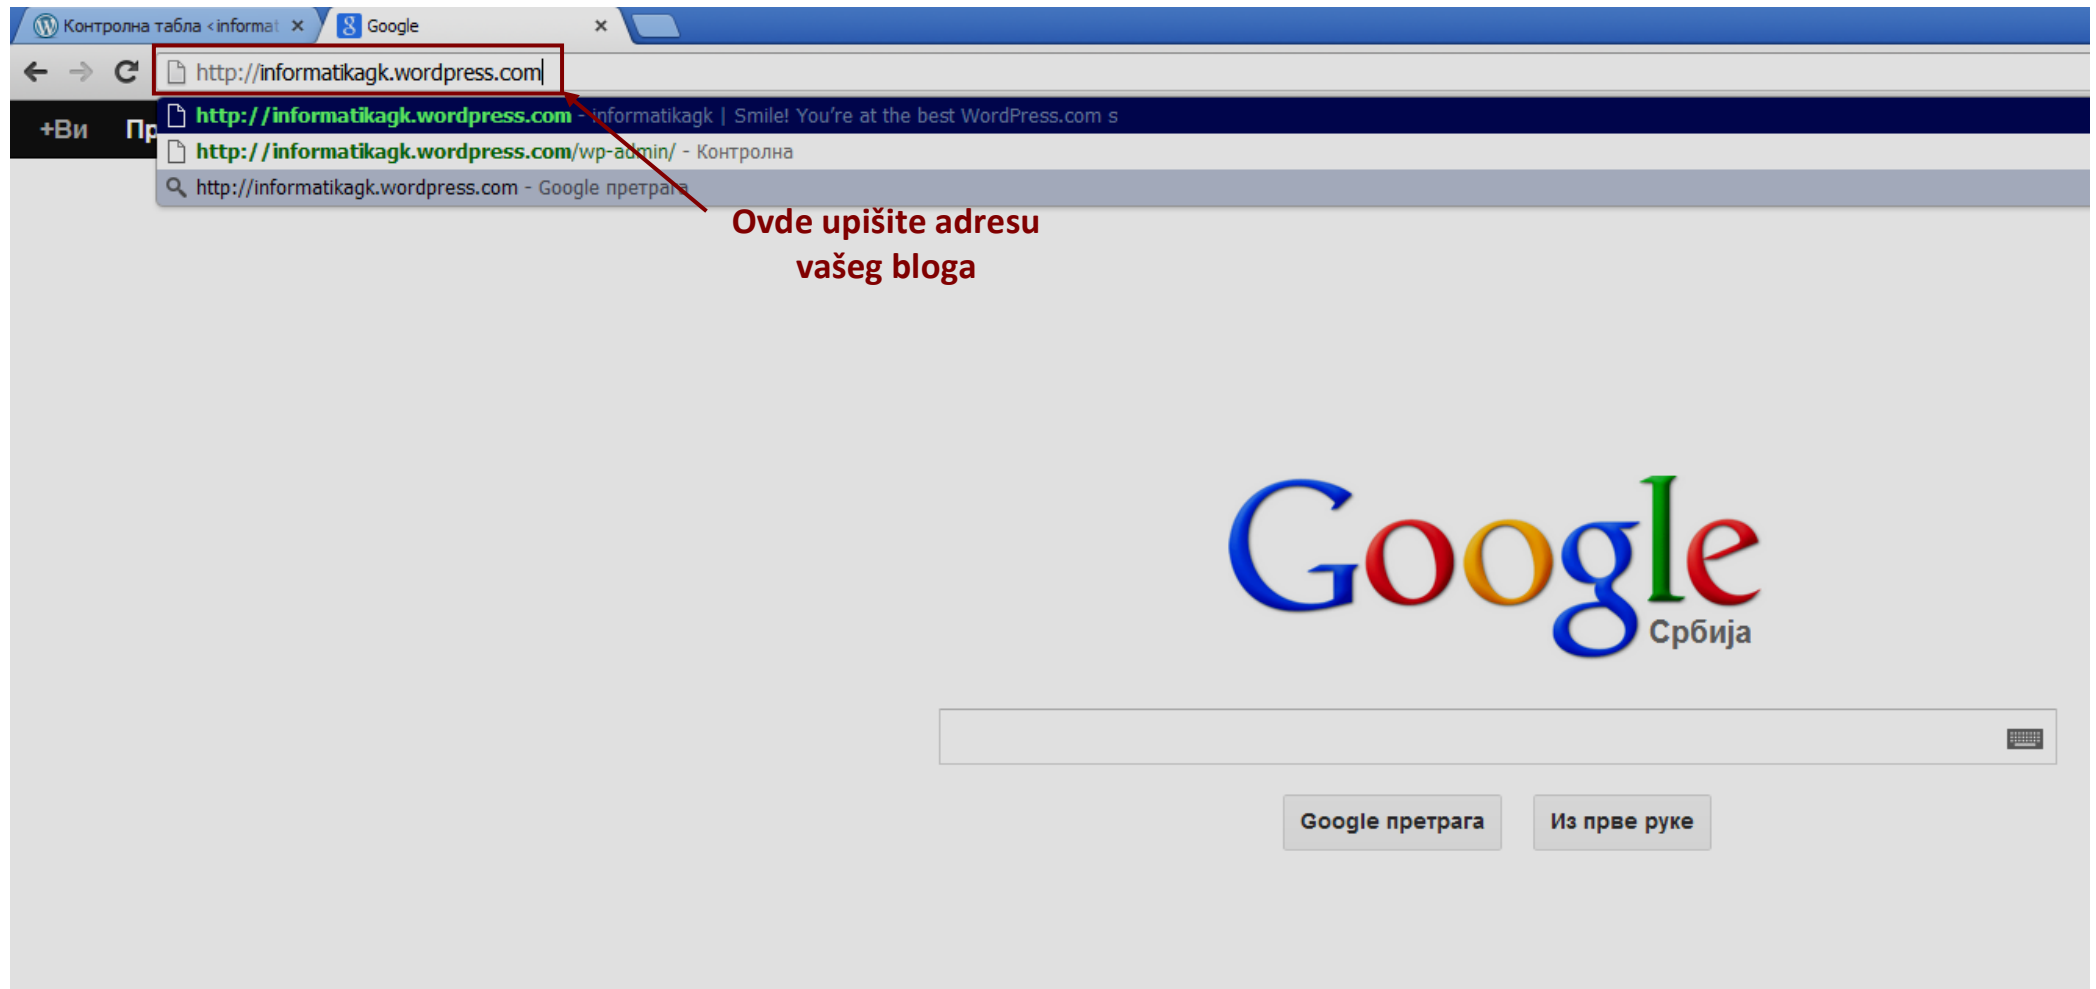 Контролна табла ‹ informat
Google
http://informatikagk.wordpress.com
http://informatikagk.wordpress.com - informatikagk | Smile! You're at the best WordPress.com s
+Ви Пр
http://informatikagk.wordpress.com/wp-admin/ - Контролна
http://informatikagk.wordpress.com - Google претрага
Ovde upišite adresu
vašeg bloga
Google
Србија
Google претрага
Из прве руке